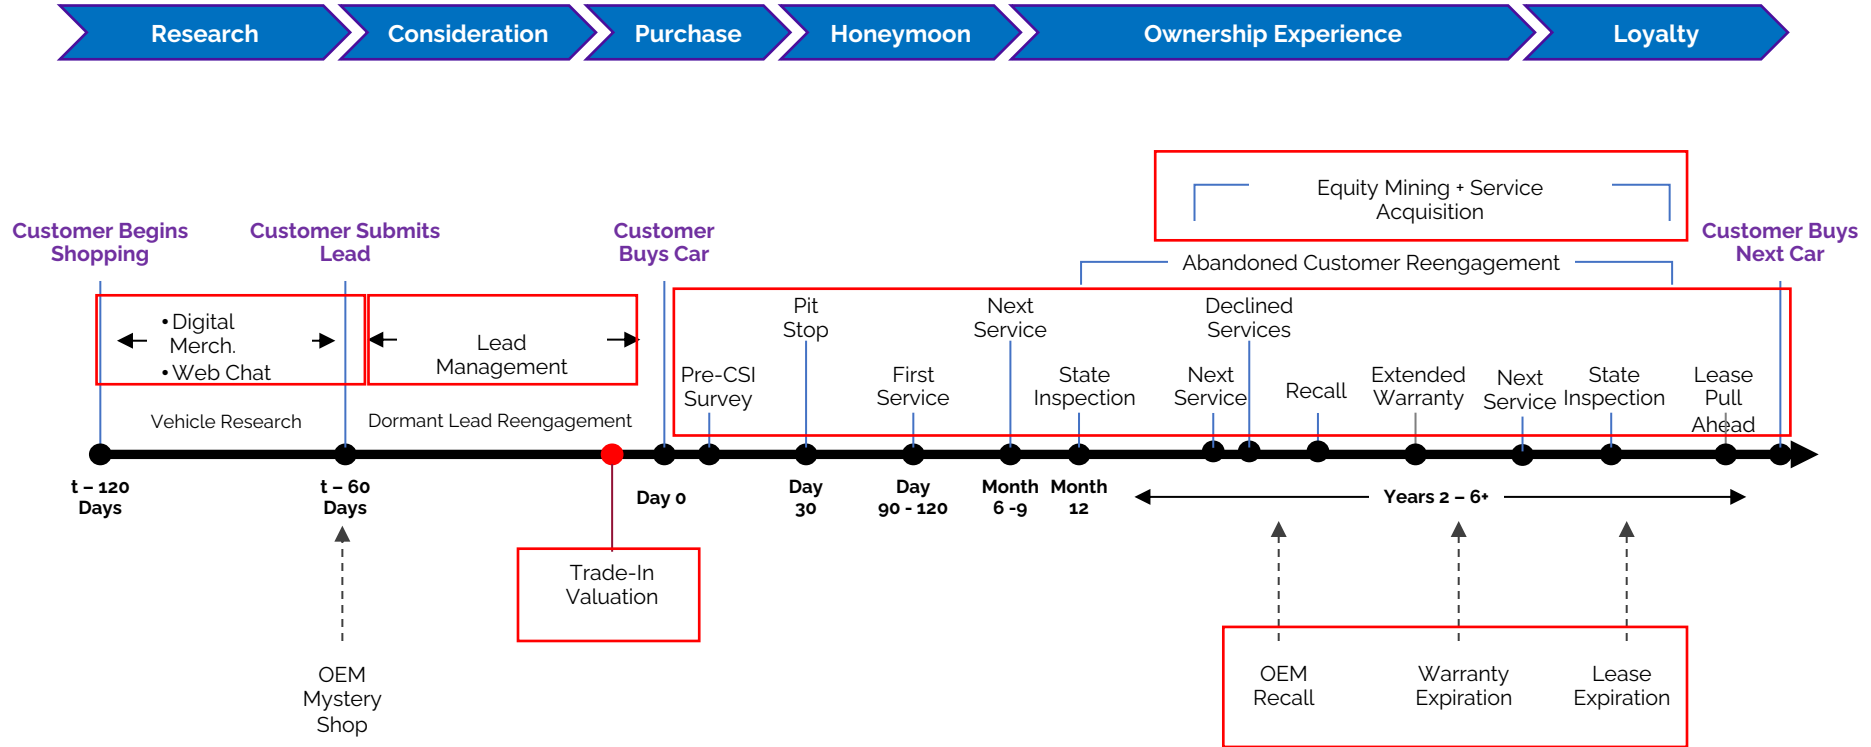 Research
Consideration
Purchase
Honeymoon
Ownership Experience
Loyalty
Equity Mining + Service
Acquisition
Customer Begins
Shopping
Customer Submits
Lead
Customer
Buys Car
Customer Buys
Next Car
Abandoned Customer Reengagement
• Digital
Merch.
• Web Chat
Lead
Management
Pre-CSI
Survey
Pit
Stop
First
Service
Next
Service
State
Inspection
Next
Service
Declined
Services
Recall
Extended
Warranty
Next
Service
State
Inspection
Lease
Pull
Ahead
Vehicle Research
Dormant Lead Reengagement
t – 120
Days
t – 60
Days
Day 0
Day
30
Day
90 - 120
Month
6 -9
Month
12
Years 2 – 6+
Trade-In
Valuation
OEM
Mystery
Shop
OEM
Recall
Warranty
Expiration
Lease
Expiration